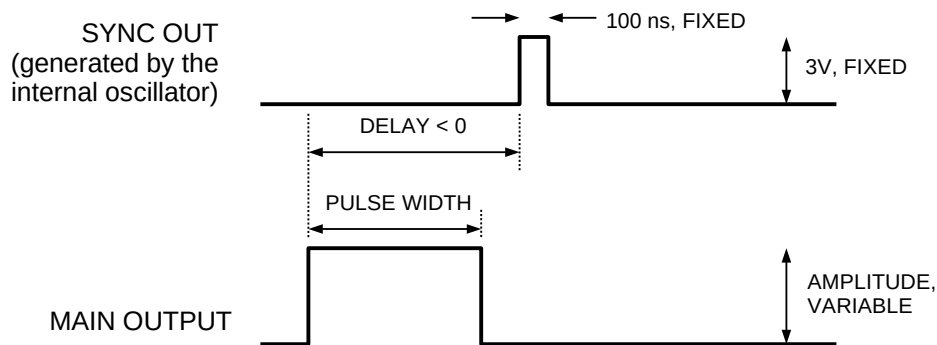 SYNC OUT
(generated by the
internal oscillator)
100 ns, FIXED
3V, FIXED
DELAY < 0
PULSE WIDTH
MAIN OUTPUT
AMPLITUDE,
VARIABLE